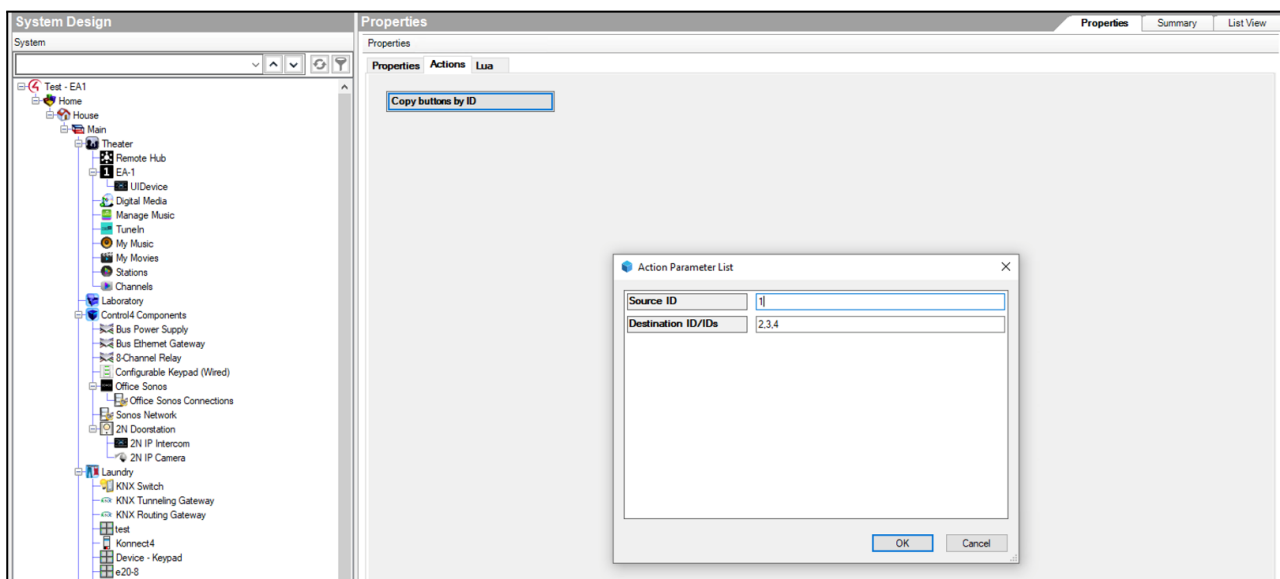 System Design
System
Test - EA1
Home
House
Main
Theater
Remote Hub
EA-1
UIDevice
Digital Media
Manage Music
TuneIn
My Music
My Movies
Stations
Channels
Laboratory
Control4 Components
Bus Power Supply
Bus Ethernet Gateway
8-Channel Relay
Configurable Keypad (Wired)
Office Sonos
Office Sonos Connections
Sonos Network
2N Doorstation
2N IP Intercom
2N IP Camera
Laundry
KNX Switch
KNX Tunneling Gateway
KNX Routing Gateway
test
Konnect4
Device - Keypad
e20-8
Properties
Properties Summary List View
Properties
Properties Actions Lua
Copy buttons by ID
Action Parameter List
Source ID 1
Destination ID/IDs 2,3,4
OK Cancel